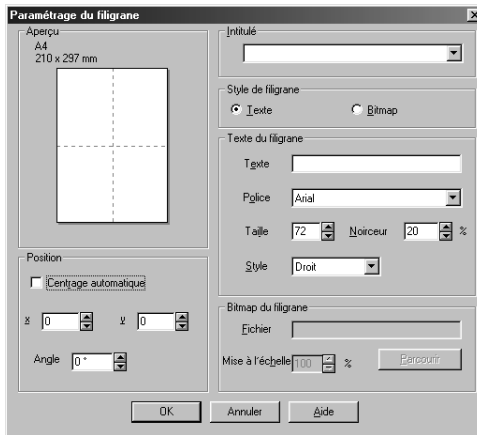 Paramétrage du filigrane
Aperçu
A4
210 x 297 mm
Position
Centrage automatique
x 0 y 0
Angle 0 °
Intitulé
Style de filigrane
Texte Bitmap
Texte du filigrane
Texte
Police Arial
Taille 72 Noirceur 20 %
Style Droit
Bitmap du filigrane
Fichier
Mise à l'échelle 100 % Parcourir
OK Annuler Aide